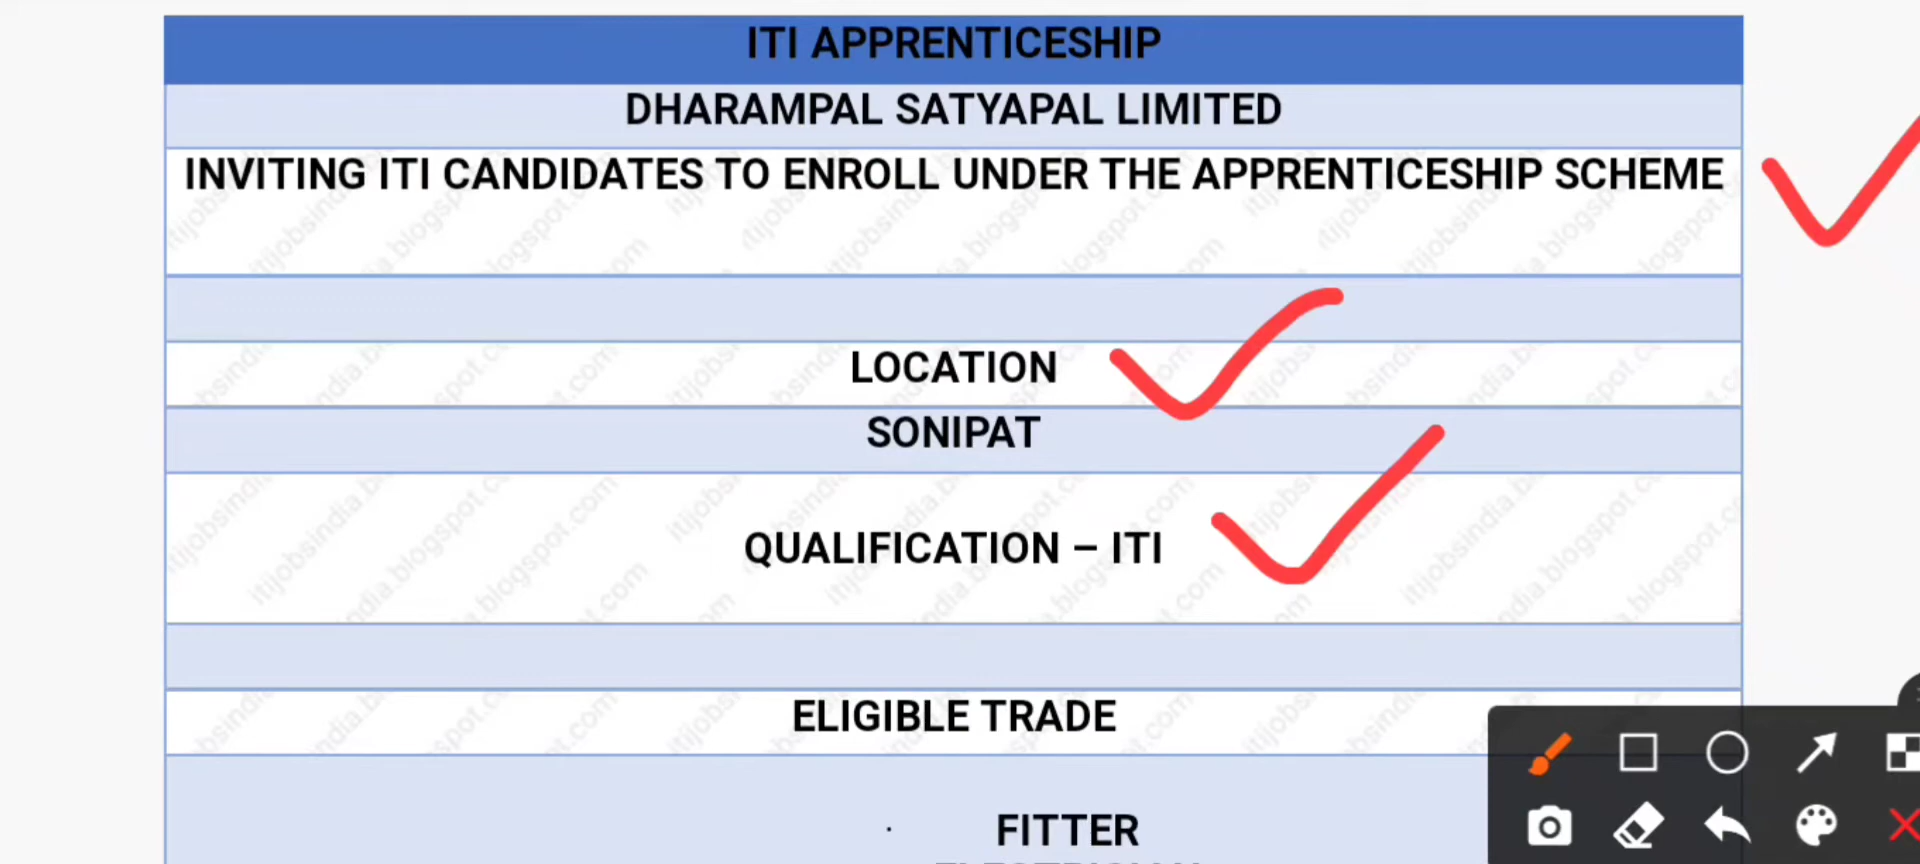 ITI APPRENTICESHIP
DHARAMPAL SATYAPAL LIMITED
INVITING ITI CANDIDATES TO ENROLL UNDER THE APPRENTICESHIP SCHEME
LOCATION
SONIPAT
QUALIFICATION – ITI
ELIGIBLE TRADE
· FITTER